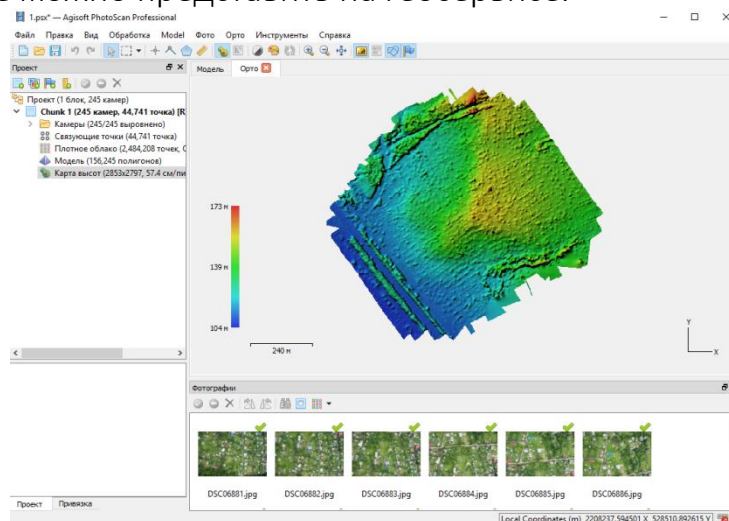 можно представить на геосервисе.
1.psx* — Agisoft PhotoScan Professional
Файл Правка Вид Обработка Model Фото Орто Инструменты Справка
Проект
Модель Орто
Проект (1 блок, 245 камер)
Chunk 1 (245 камер, 44,741 точка) [R
Камеры (245/245 выровнено)
Связующие точки (44,741 точка)
Плотное облако (2,484,208 точек, С
Модель (156,245 полигонов)
Карта высот (2853x2797, 57.4 см/пи
173 м
139 м
104 м
240 м
Y
X
Фотографии
DSC06881.jpg DSC06882.jpg DSC06883.jpg DSC06884.jpg DSC06885.jpg DSC06886.jpg
Проект Привязка
Local Coordinates (m) 2208237.594501 X 528510.892615 Y